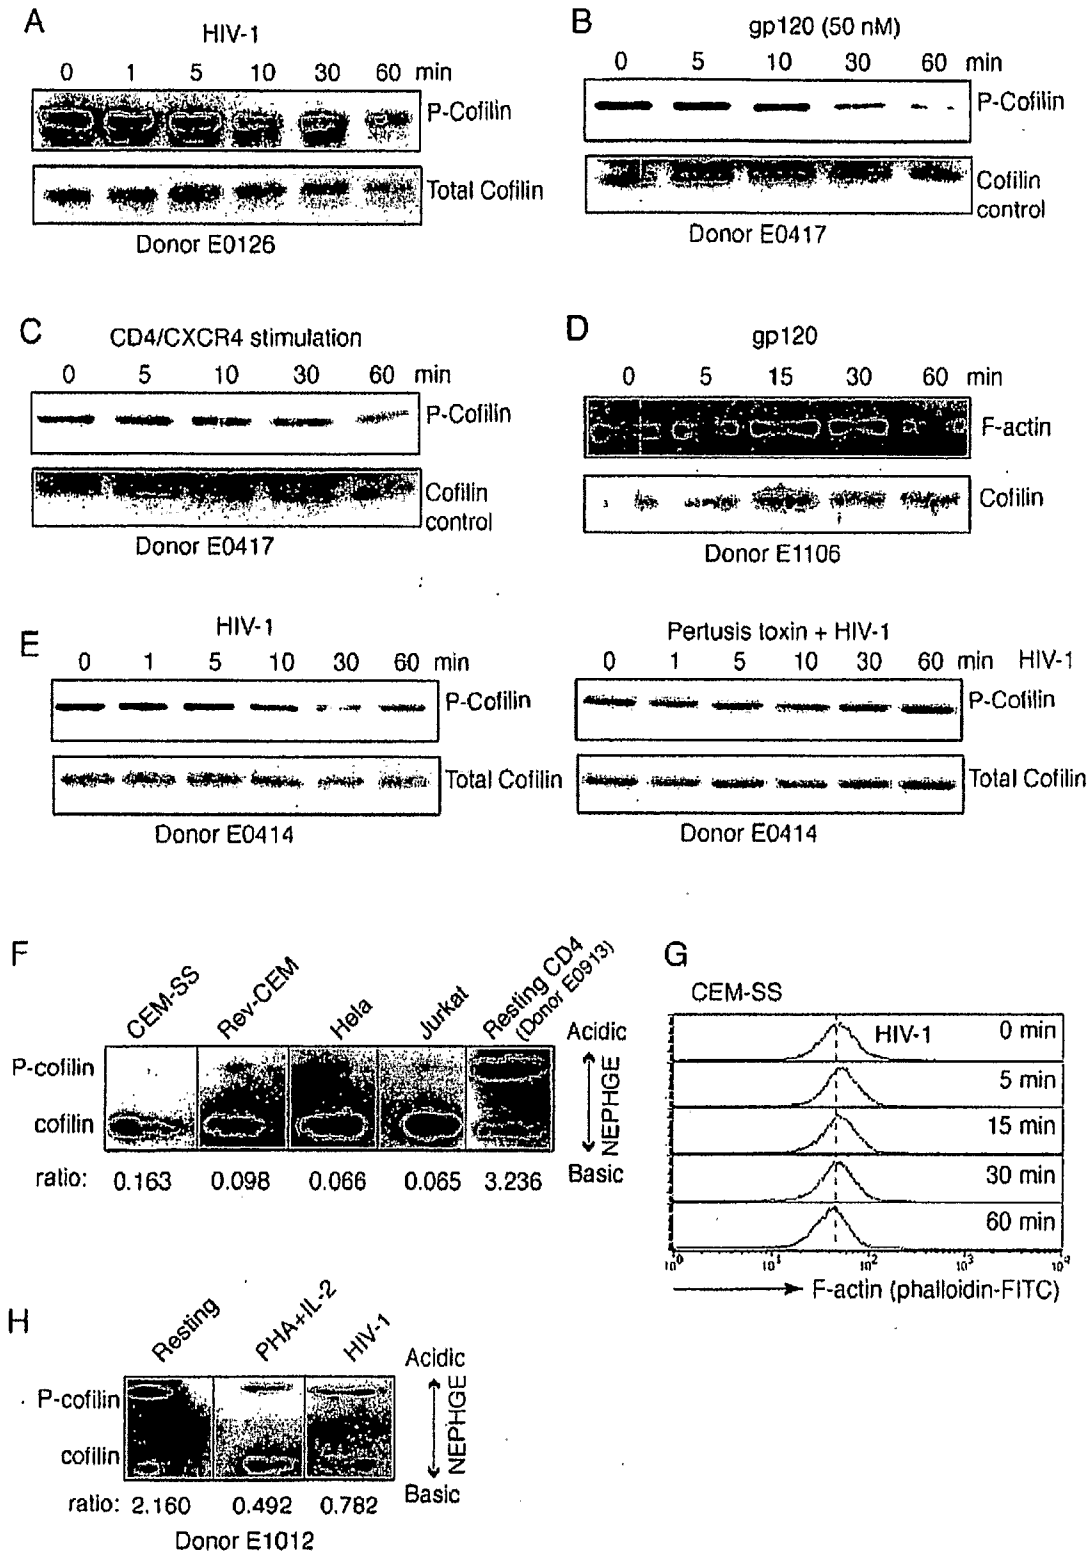 A
HIV-1
0 1 5 10 30 60 min
P-Cofilin
Total Cofilin
Donor E0126
B
gp120 (50 nM)
0 5 10 30 60 min
P-Cofilin
Cofilin
control
Donor E0417
C
CD4/CXCR4 stimulation
0 5 10 30 60 min
P-Cofilin
Cofilin
control
Donor E0417
D
gp120
0 5 15 30 60 min
F-actin
Cofilin
Donor E1106
E
HIV-1
0 1 5 10 30 60 min
P-Cofilin
Total Cofilin
Donor E0414
Pertusis toxin + HIV-1
0 1 5 10 30 60 min HIV-1
P-Cofilin
Total Cofilin
Donor E0414
F
CEM-SS
Rev-CEM
Hela
Jurkat
Resting CD4
(Donor E0913)
P-cofilin
cofilin
ratio: 0.163 0.098 0.066 0.065 3.236
Acidic
NEPHGE
Basic
G
CEM-SS
HIV-1
0 min
5 min
15 min
30 min
60 min
10⁰ 10¹ 10² 10³ 10⁴
F-actin (phalloidin-FITC)
H
Resting
PHA+IL-2
HIV-1
P-cofilin
cofilin
ratio: 2.160 0.492 0.782
Acidic
NEPHGE
Basic
Donor E1012